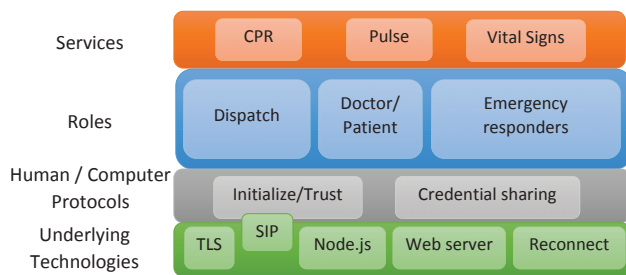 Services
CPR
Pulse
Vital Signs
Roles
Dispatch
Doctor/
Patient
Emergency
responders
Human / Computer
Protocols
Initialize/Trust
Credential sharing
Underlying
Technologies
TLS
SIP
Node.js
Web server
Reconnect